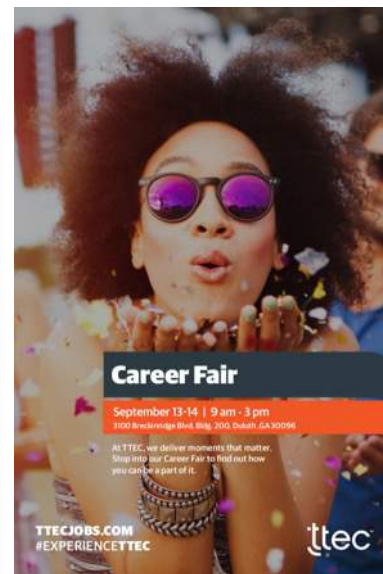 Career Fair
September 13-14 | 9 am - 3 pm
3100 Breckinridge Blvd, Bldg. 200, Duluth ,GA 30096
At TTEC, we deliver moments that matter.
Stop into our Career Fair to find out how
you can be a part of it.
TTECJOBS.COM
#EXPERIENCETTEC
ttec